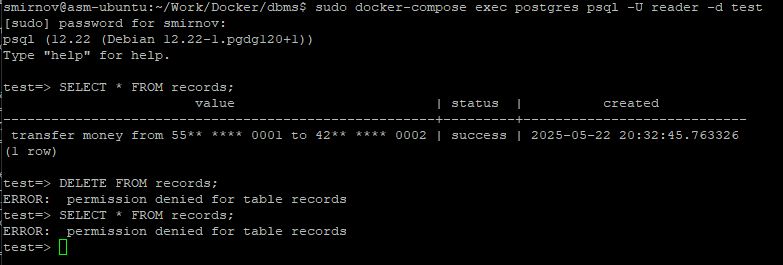 smirnov@asm-ubuntu:~/Work/Docker/dbms$ sudo docker-compose exec postgres psql -U reader -d test
[sudo] password for smirnov:
psql (12.22 (Debian 12.22-1.pgdg120+1))
Type "help" for help.

test=> SELECT * FROM records;
                       value                        | status  |          created
----------------------------------------------------+---------+----------------------------
 transfer money from 55** **** 0001 to 42** **** 0002 | success | 2025-05-22 20:32:45.763326
(1 row)

test=> DELETE FROM records;
ERROR:  permission denied for table records
test=> SELECT * FROM records;
ERROR:  permission denied for table records
test=>